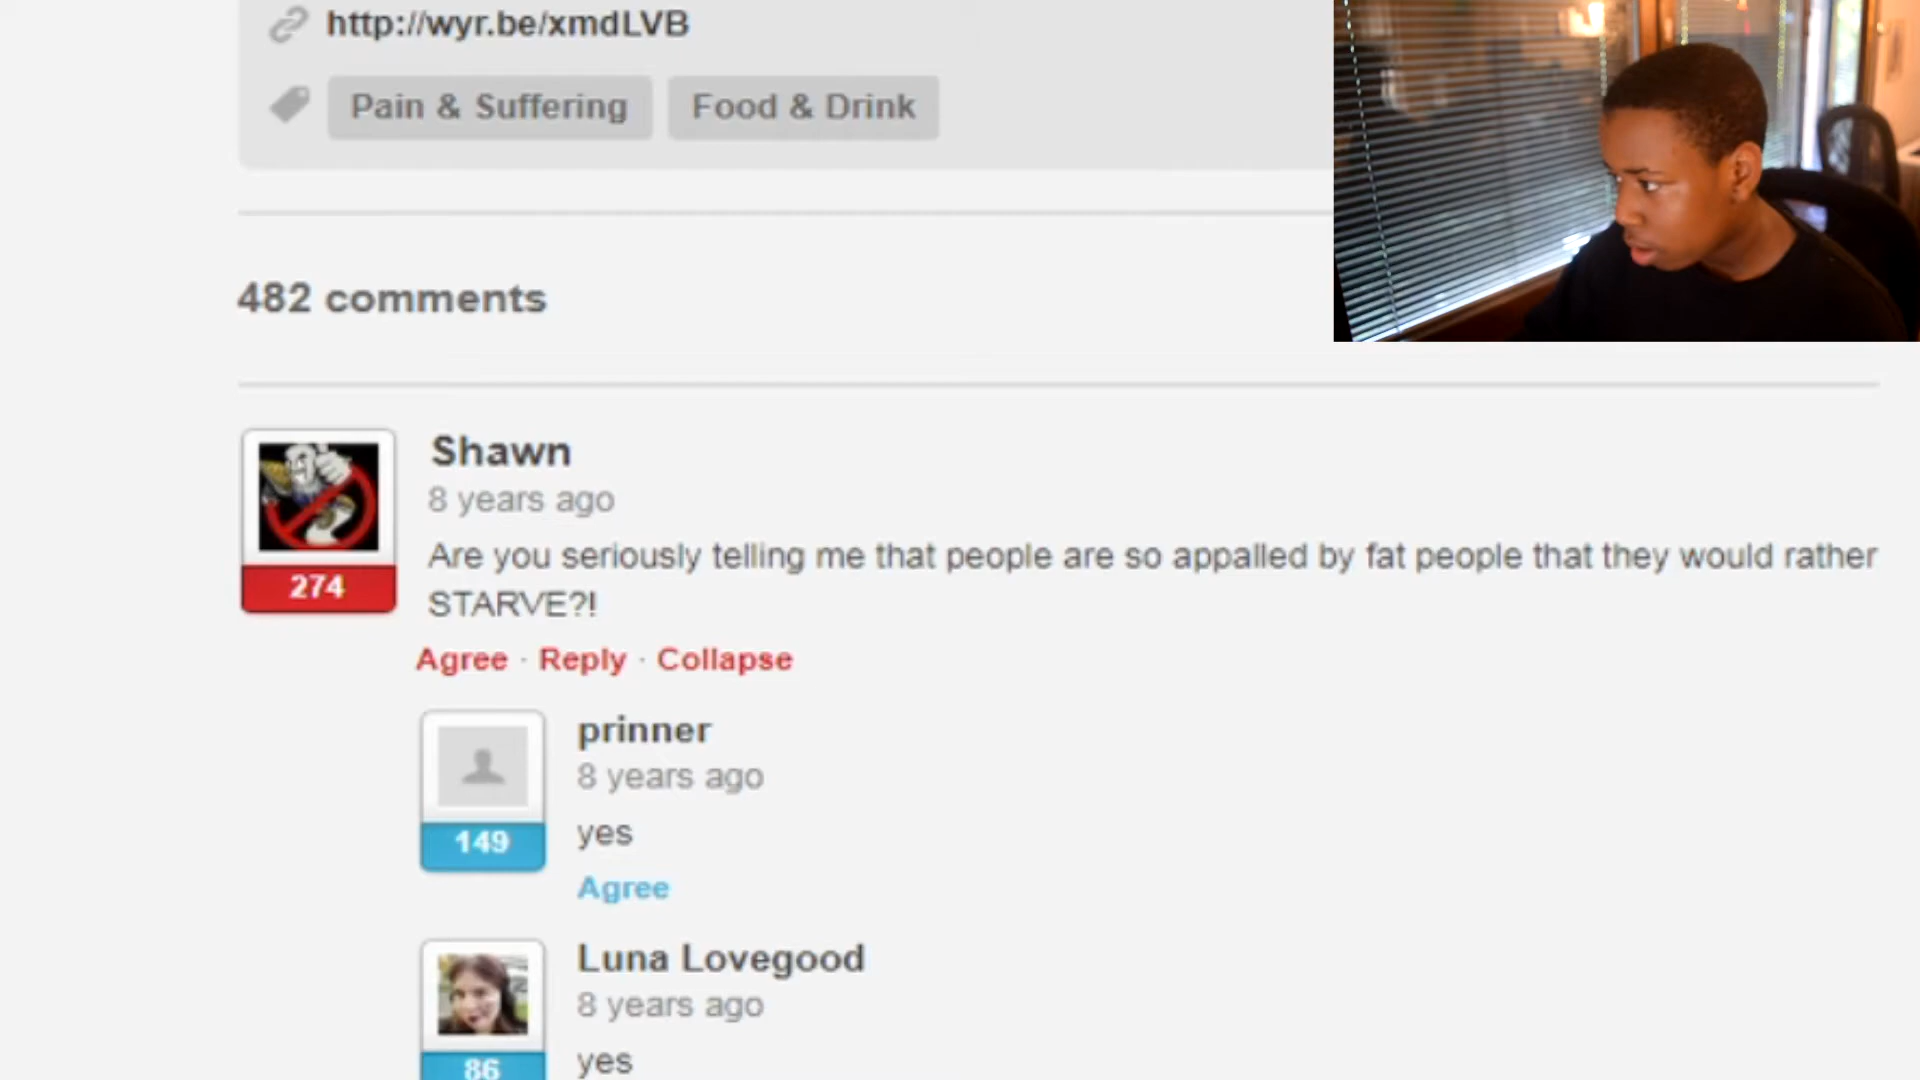 http://wyr.be/xmdLVB
Pain & Suffering
Food & Drink
482 comments
Shawn
8 years ago
Are you seriously telling me that people are so appalled by fat people that they would rather
STARVE?!
274
Agree · Reply · Collapse
prinner
8 years ago
yes
149
Agree
Luna Lovegood
8 years ago
yes
86